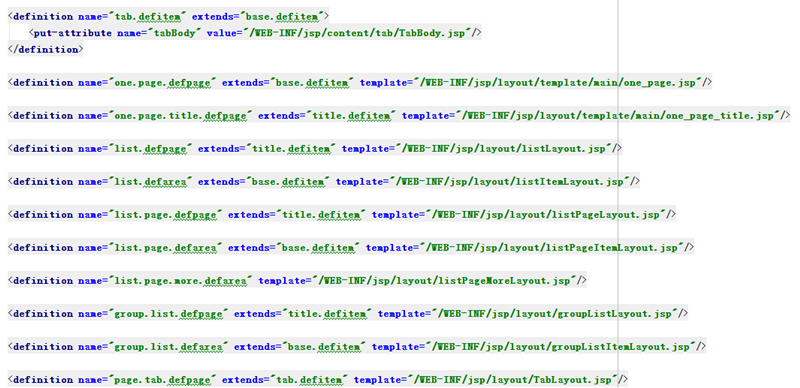 <definition name="tab.defitem" extends="base.defitem">
<put-attribute name="tabBody" value="/WEB-INF/jsp/content/tab/TabBody.jsp"/>
</definition>
<definition name="one.page.defpage" extends="base.defitem" template="/WEB-INF/jsp/layout/template/main/one_page.jsp"/>
<definition name="one.page.title.defpage" extends="title.defitem" template="/WEB-INF/jsp/layout/template/main/one_page_title.jsp"/>
<definition name="list.defpage" extends="title.defitem" template="/WEB-INF/jsp/layout/listLayout.jsp"/>
<definition name="list.defarea" extends="base.defitem" template="/WEB-INF/jsp/layout/listItemLayout.jsp"/>
<definition name="list.page.defpage" extends="title.defitem" template="/WEB-INF/jsp/layout/listPageLayout.jsp"/>
<definition name="list.page.defarea" extends="base.defitem" template="/WEB-INF/jsp/layout/listPageItemLayout.jsp"/>
<definition name="list.page.more.defarea" template="/WEB-INF/jsp/layout/listPageMoreLayout.jsp"/>
<definition name="group.list.defpage" extends="title.defitem" template="/WEB-INF/jsp/layout/groupListLayout.jsp"/>
<definition name="group.list.defarea" extends="base.defitem" template="/WEB-INF/jsp/layout/groupListItemLayout.jsp"/>
<definition name="page.tab.defpage" extends="tab.defitem" template="/WEB-INF/jsp/layout/TabLayout.jsp"/>